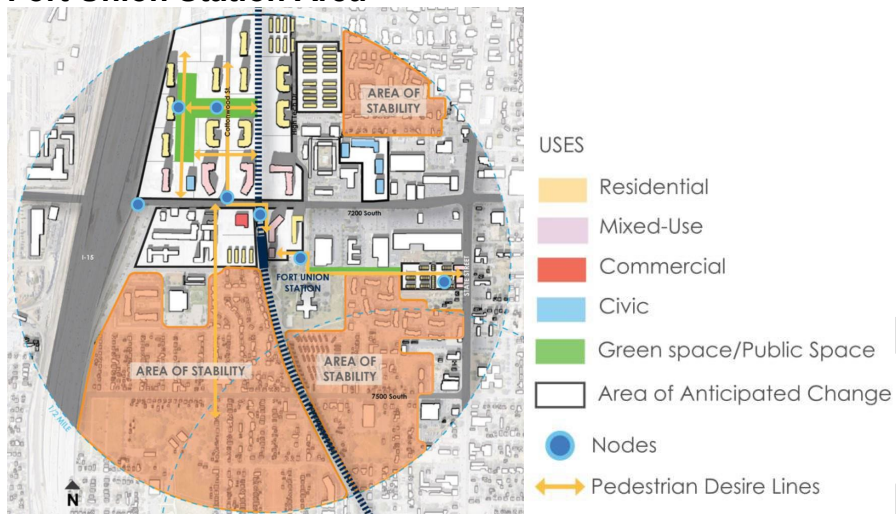 Fort Union Station Area
AREA OF
STABILITY
Cottonwood St.
7200 South
I-15
STATE STREET
FORT UNION
STATION
AREA OF STABILITY
AREA OF
STABILITY
7500 South
1/2 MILE
N
USES
Residential
Mixed-Use
Commercial
Civic
Green space/Public Space
Area of Anticipated Change
Nodes
Pedestrian Desire Lines